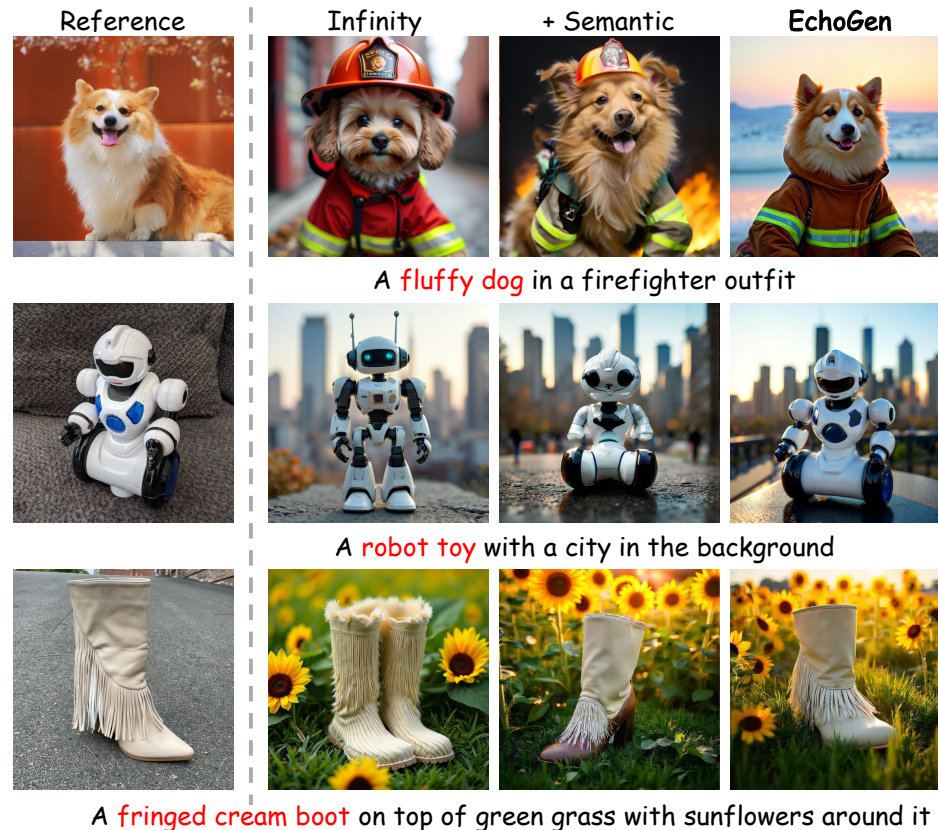 Reference
Infinity
+ Semantic
EchoGen
A fluffy dog in a firefighter outfit
A robot toy with a city in the background
A fringed cream boot on top of green grass with sunflowers around it